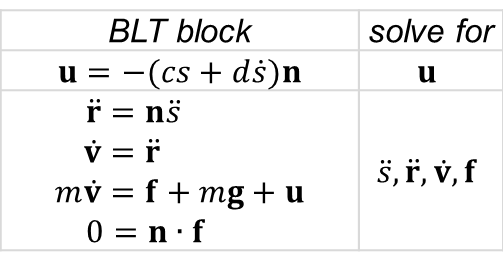 BLT block solve for
𝐮 = −(cs + dṡ)𝐧 𝐮
𝐫̈ = 𝐧s̈
𝐯̇ = 𝐫̈
m𝐯̇ = 𝐟 + m𝐠 + 𝐮
0 = 𝐧 · 𝐟
s̈, 𝐫̈, 𝐯̇, 𝐟